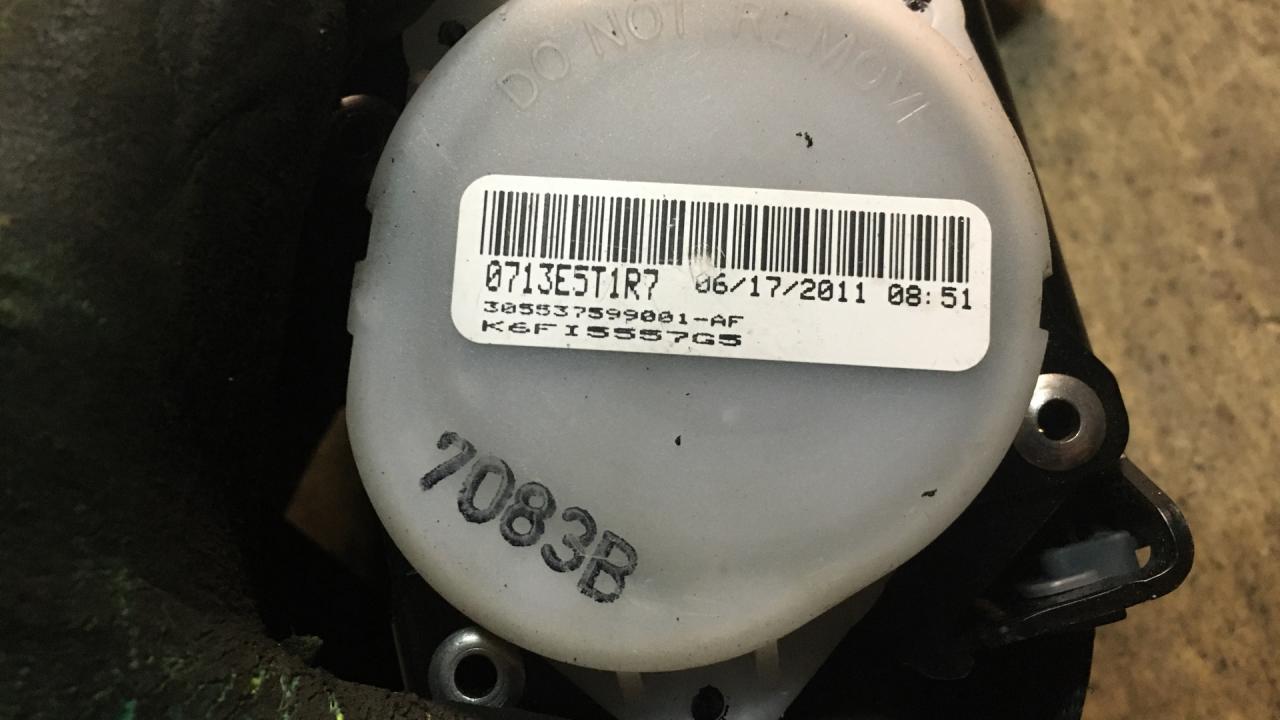 DO NOT REMOVE
0713E5T1R7 06/17/2011 08:51
305537599001-AF
K6FI5557G5
7083B